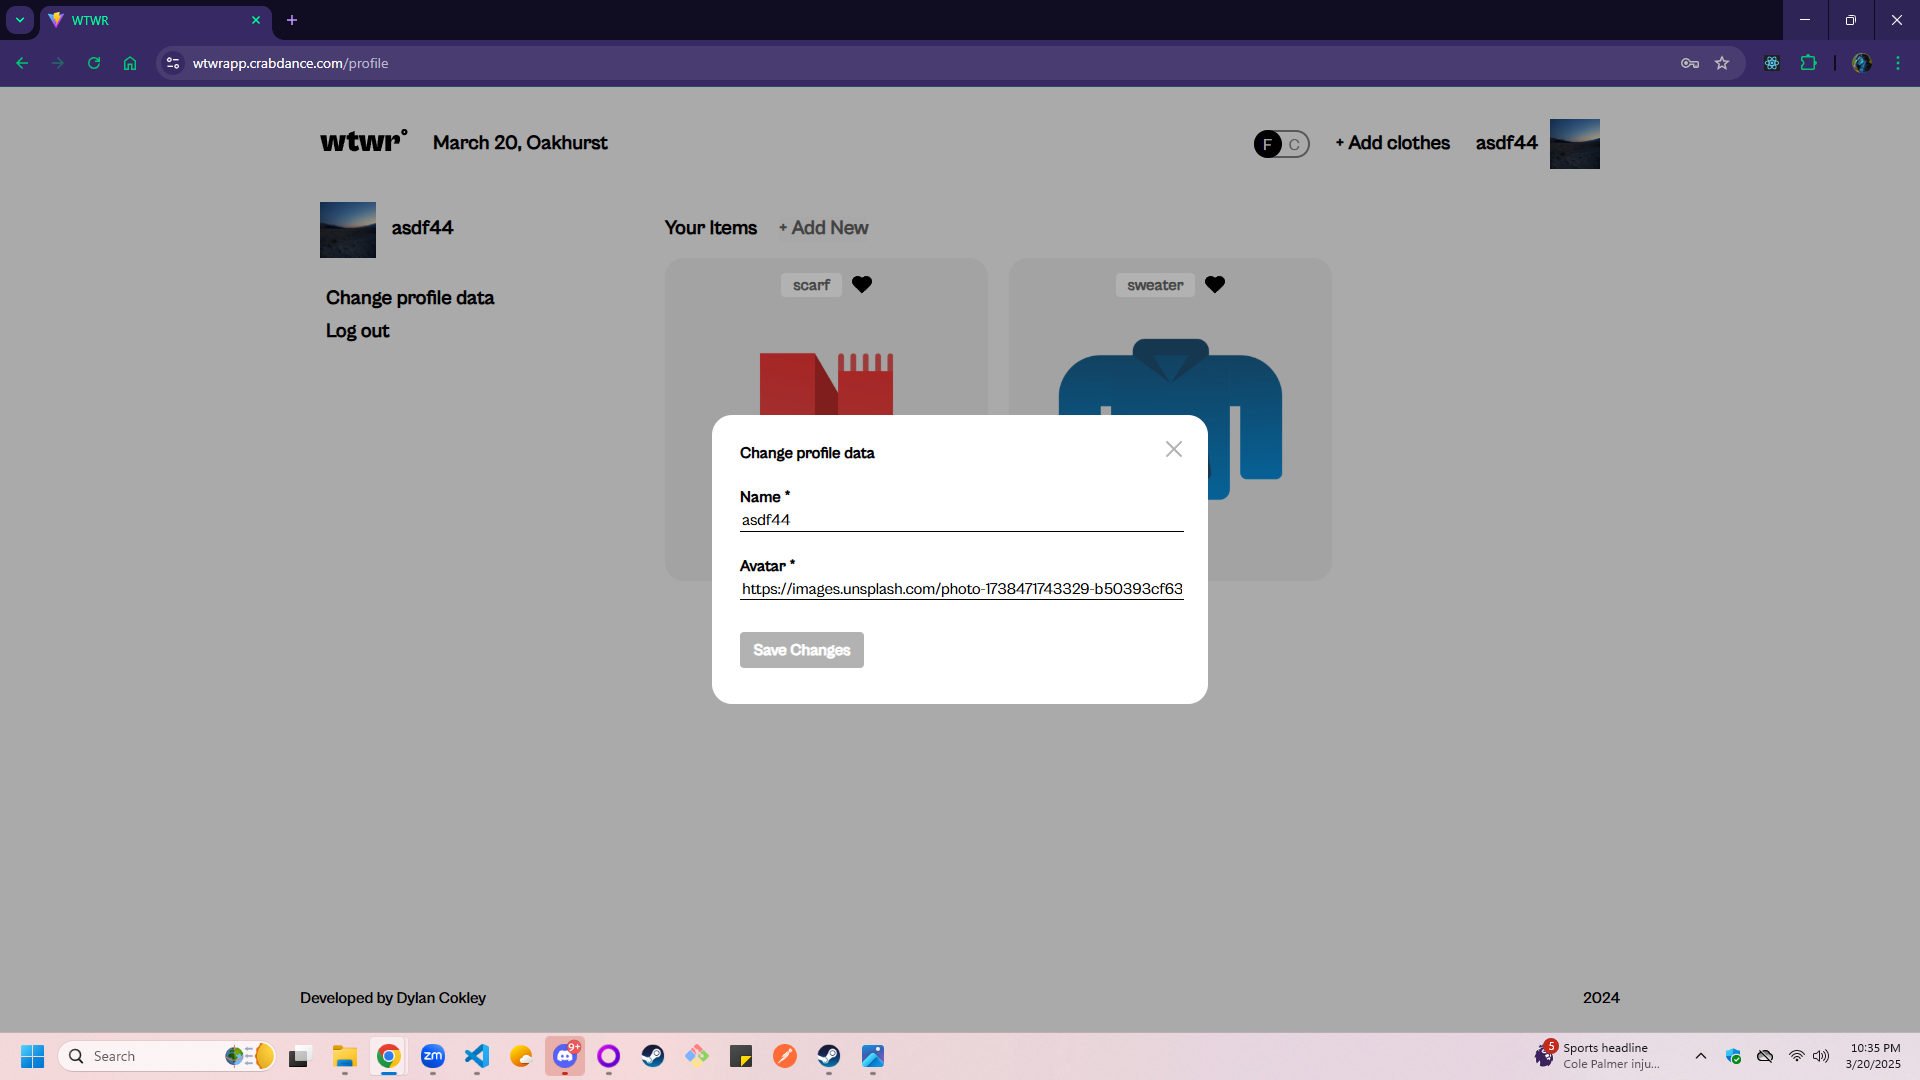 WTWR
wtwrapp.crabdance.com/profile
wtwr°
March 20, Oakhurst
F C
+ Add clothes
asdf44
asdf44
Your Items
+ Add New
Change profile data
Log out
scarf
sweater
Change profile data
Name *
asdf44
Avatar *
https://images.unsplash.com/photo-1738471743329-b50393cf63
Save Changes
Developed by Dylan Cokley
2024
Search
zm
9+
5
Sports headline
Cole Palmer inju...
10:35 PM
3/20/2025